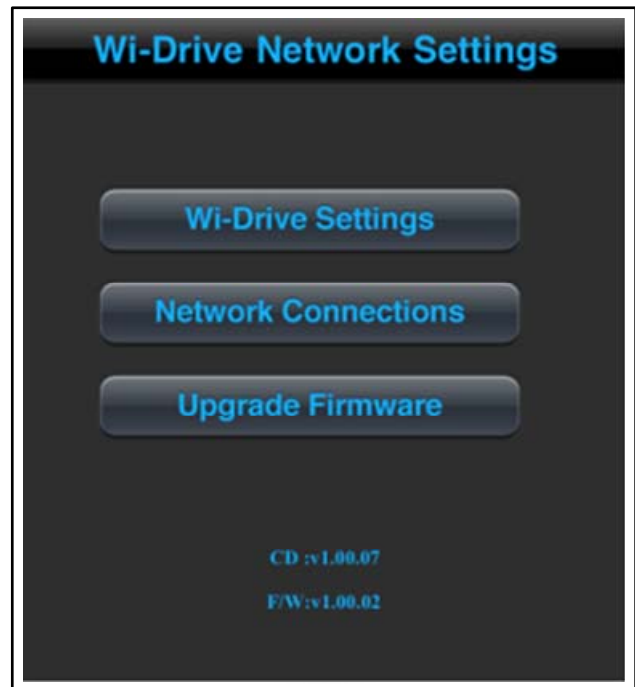 Wi-Drive Network Settings
Wi-Drive Settings
Network Connections
Upgrade Firmware
CD :v1.00.07
F/W:v1.00.02